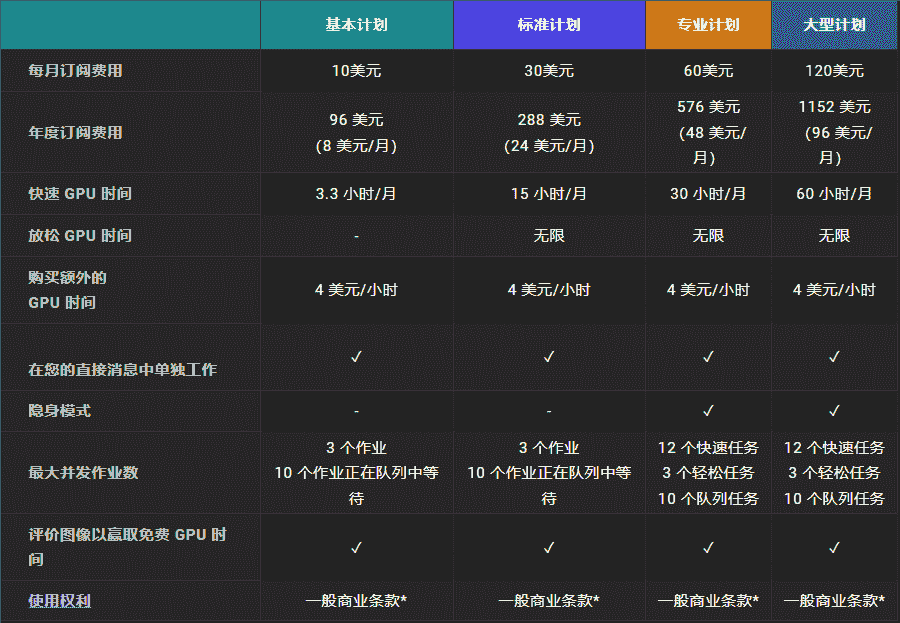 基本计划 标准计划 专业计划 大型计划
每月订阅费用 10美元 30美元 60美元 120美元
年度订阅费用 96 美元 288 美元 576 美元 1152 美元
(8 美元/月) (24 美元/月) (48 美元/ (96 美元/
月) 月)
快速 GPU 时间 3.3 小时/月 15 小时/月 30 小时/月 60 小时/月
放松 GPU 时间 - 无限 无限 无限
购买额外的
GPU 时间 4 美元/小时 4 美元/小时 4 美元/小时 4 美元/小时
在您的直接消息中单独工作 ✓ ✓ ✓ ✓
隐身模式 - - ✓ ✓
最大并发作业数 3 个作业 3 个作业 12 个快速任务 12 个快速任务
10 个作业正在队列中等 10 个作业正在队列中等 3 个轻松任务 3 个轻松任务
待 待 10 个队列任务 10 个队列任务
评价图像以赢取免费 GPU 时
间 ✓ ✓ ✓ ✓
使用权利 一般商业条款* 一般商业条款* 一般商业条款* 一般商业条款*